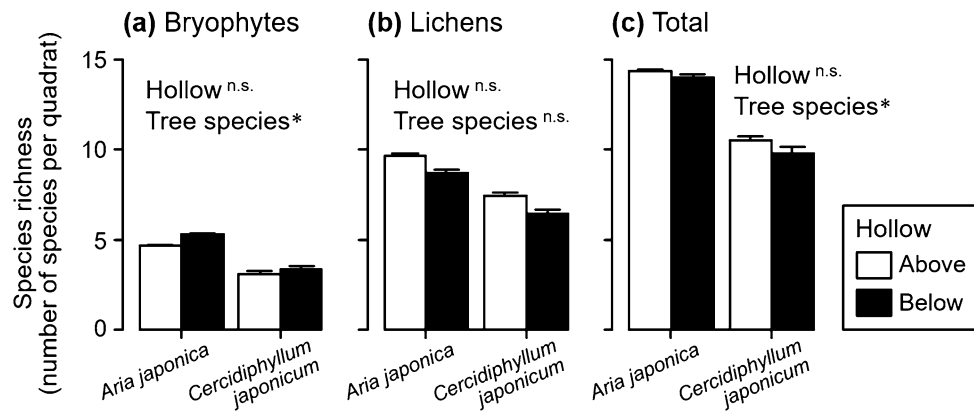 (a) Bryophytes
(b) Lichens
(c) Total
Species richness
(number of species per quadrat)
15
10
5
0
Hollow n.s.
Tree species*
Hollow n.s.
Tree species n.s.
Hollow n.s.
Tree species*
Aria japonica
Cercidiphyllum
japonicum
Aria japonica
Cercidiphyllum
japonicum
Aria japonica
Cercidiphyllum
japonicum
Hollow
Above
Below